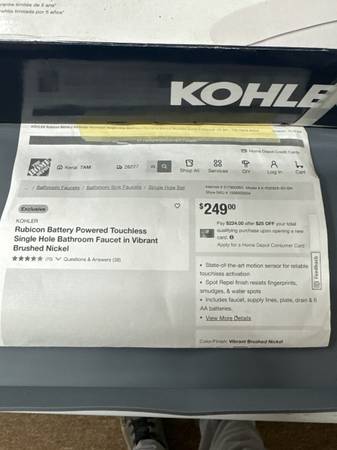 KOHLE
Home Depot Credit Cards
7AM
28277
Shop All
Services
DIY
Log In
Cart
Bathroom Faucets
Bathroom Sink Faucets
Single Hole
Exclusive
KOHLER
Rubicon Battery Powered Touchless
Single Hole Bathroom Faucet in Vibrant
Brushed Nickel
Questions & Answers (38)
$249.00
Pay $224.00 after $25 OFF your total
qualifying purchase upon opening a new
card.
Apply for a Home Depot Consumer Card
• State-of-the-art motion sensor for reliable
touchless activation
• Spot Repel finish resists fingerprints,
smudges, & water spots
• Includes faucet, supply lines, plate, drain & 6
AA batteries.
• View More Details
Feedback
Color/Finish: Vibrant Brushed Nickel